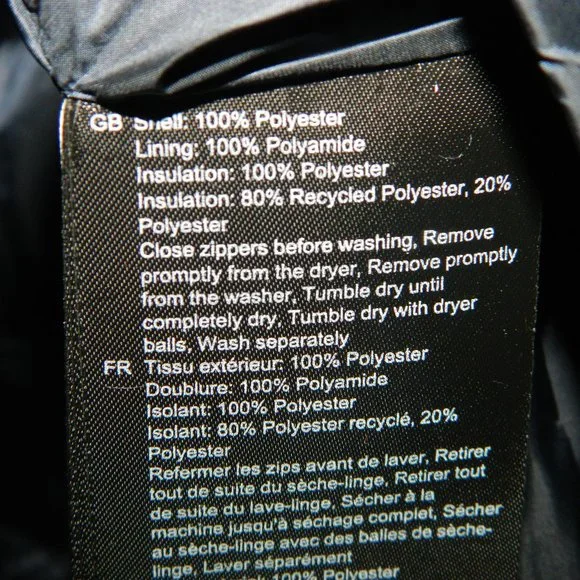 GB Shell: 100% Polyester
Lining: 100% Polyamide
Insulation: 100% Polyester
Insulation: 80% Recycled Polyester, 20%
Polyester
Close zippers before washing, Remove
promptly from the dryer, Remove promptly
from the washer, Tumble dry until
completely dry, Tumble dry with dryer
balls, Wash separately
FR Tissu extérieur: 100% Polyester
Doublure: 100% Polyamide
Isolant: 100% Polyester
Isolant: 80% Polyester recyclé, 20%
Polyester
Refermer les zips avant de laver, Retirer
tout de suite du sèche-linge, Retirer tout
de suite du lave-linge, Sécher à la
machine jusqu'à séchage complet, Sécher
au sèche-linge avec des balles de sèche-
linge, Laver séparément
100% Polyester